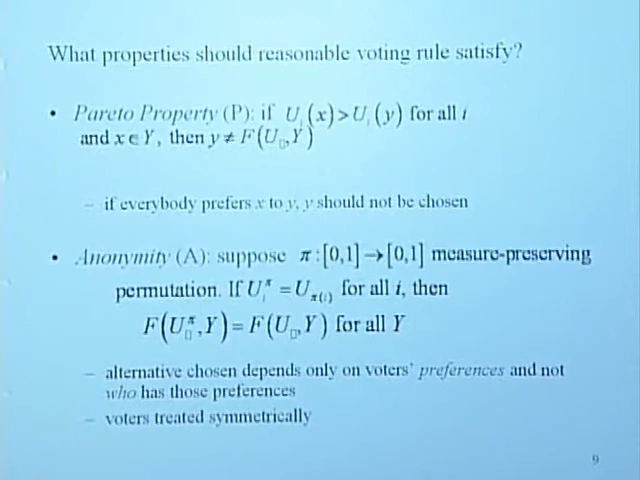 What properties should reasonable voting rule satisfy?
• Pareto Property (P): if U_i(x) > U_i(y) for all i
and x ∈ Y, then y ≠ F(U_□, Y)
– if everybody prefers x to y, y should not be chosen
• Anonymity (A): suppose π : [0,1] → [0,1] measure-preserving
permutation. If U_i^π = U_π(i) for all i, then
F(U_□^π, Y) = F(U_□, Y) for all Y
– alternative chosen depends only on voters' preferences and not
who has those preferences
– voters treated symmetrically
9